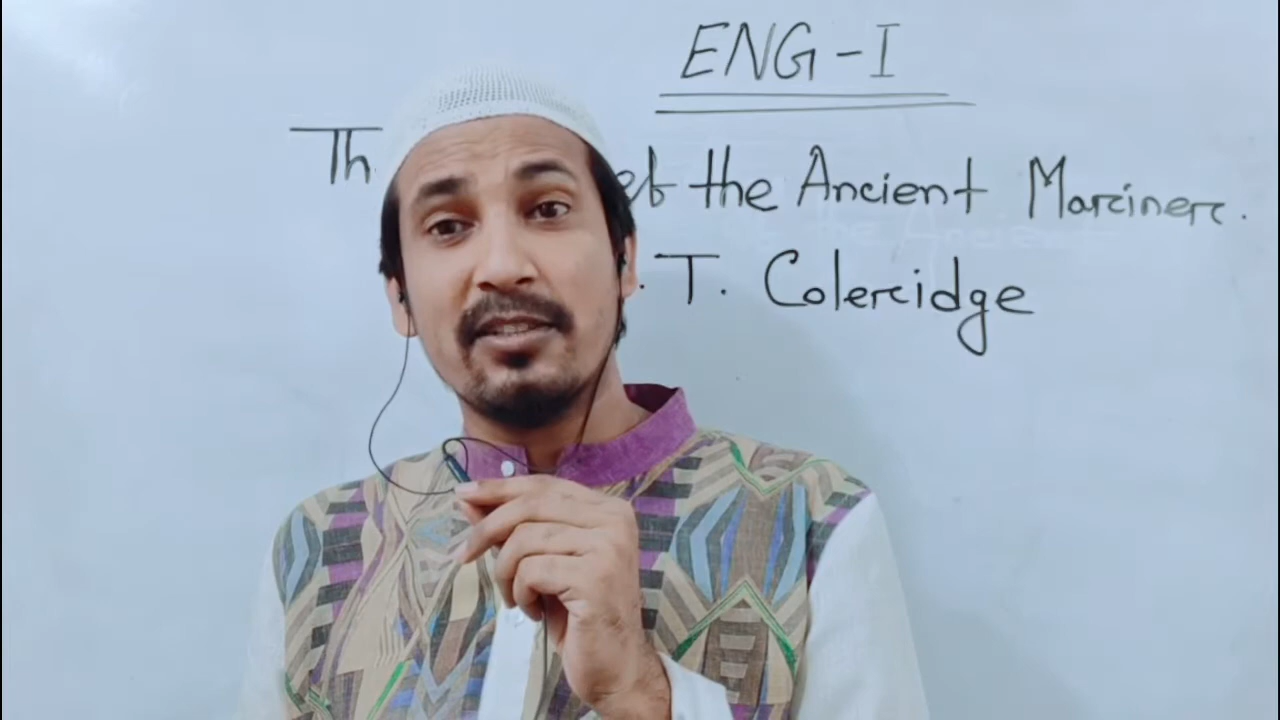 ENG-I
Th of the Ancient Mariner.
. T. Coleridge